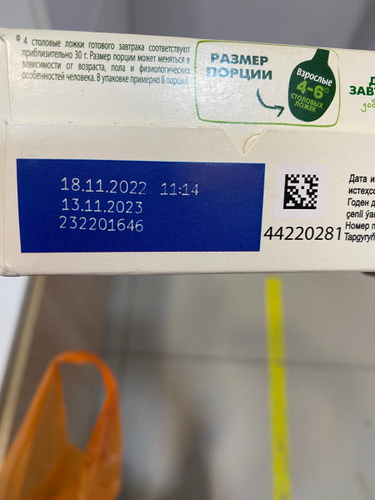 6) 4 столовые ложки готового завтрака соответствуют
приблизительно 30 г. Размер порции может меняться в
зависимости от возраста, пола и физиологических
особенностей человека. В упаковке примерно 8 порций.
РАЗМЕР
ПОРЦИИ
Взрослые
4-6
СТОЛОВЫХ
ЛОЖЕК
ЗАВ
18.11.2022 11:14
13.11.2023
232201646
44220281
Дата и
Годен д
Номер п